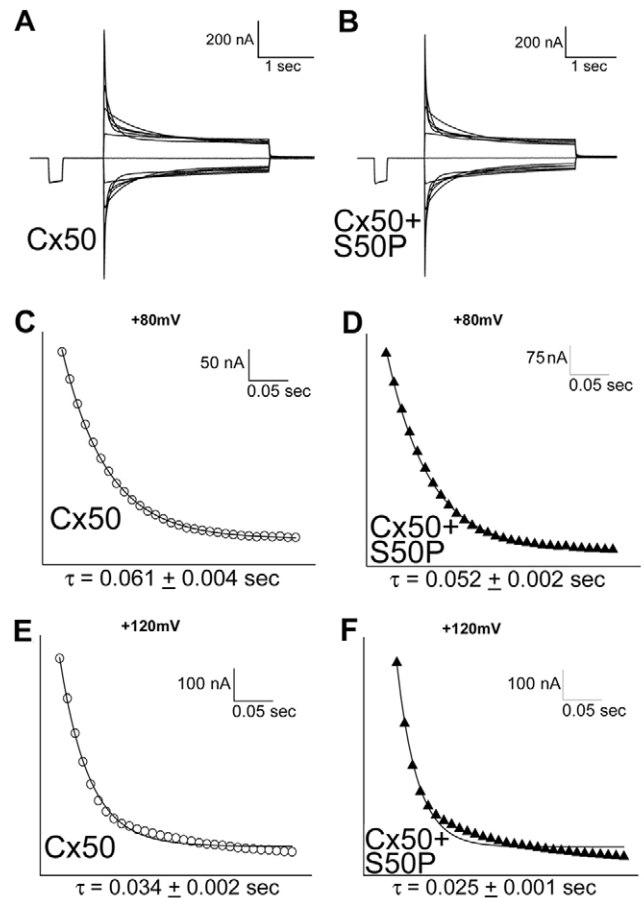 A
200 nA
1 sec
Cx50
B
200 nA
1 sec
Cx50+
S50P
C
+80mV
50 nA
0.05 sec
Cx50
τ = 0.061 ± 0.004 sec
D
+80mV
75 nA
0.05 sec
Cx50+
S50P
τ = 0.052 ± 0.002 sec
E
+120mV
100 nA
0.05 sec
Cx50
τ = 0.034 ± 0.002 sec
F
+120mV
100 nA
0.05 sec
Cx50+
S50P
τ = 0.025 ± 0.001 sec